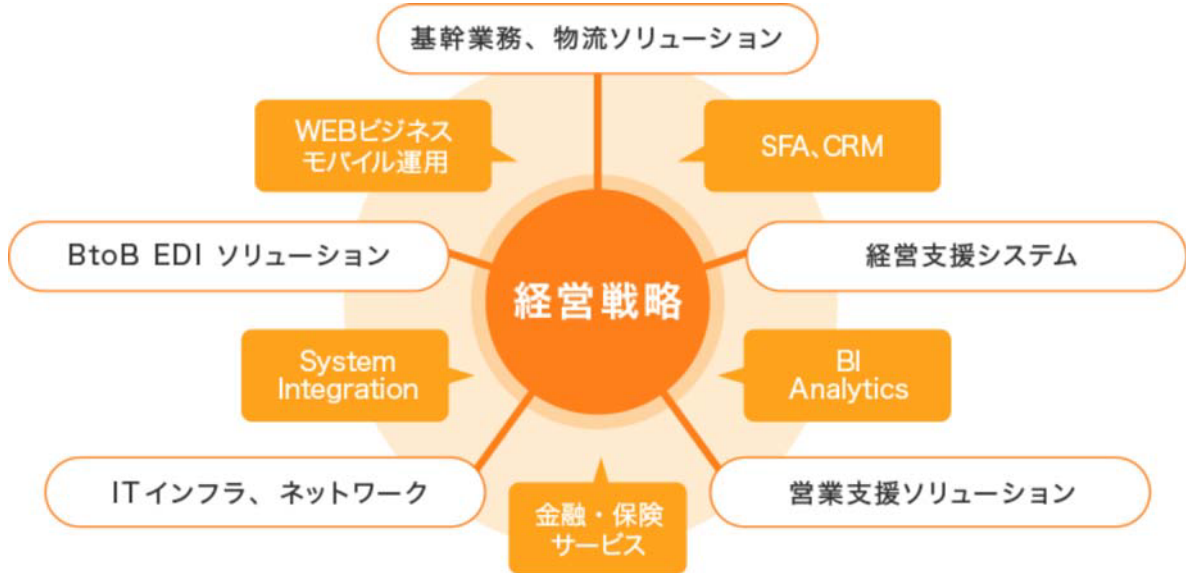 基幹業務、物流ソリューション
WEBビジネス
モバイル運用
SFA、CRM
BtoB EDI ソリューション
経営支援システム
経営戦略
System
Integration
BI
Analytics
ITインフラ、ネットワーク
営業支援ソリューション
金融・保険
サービス